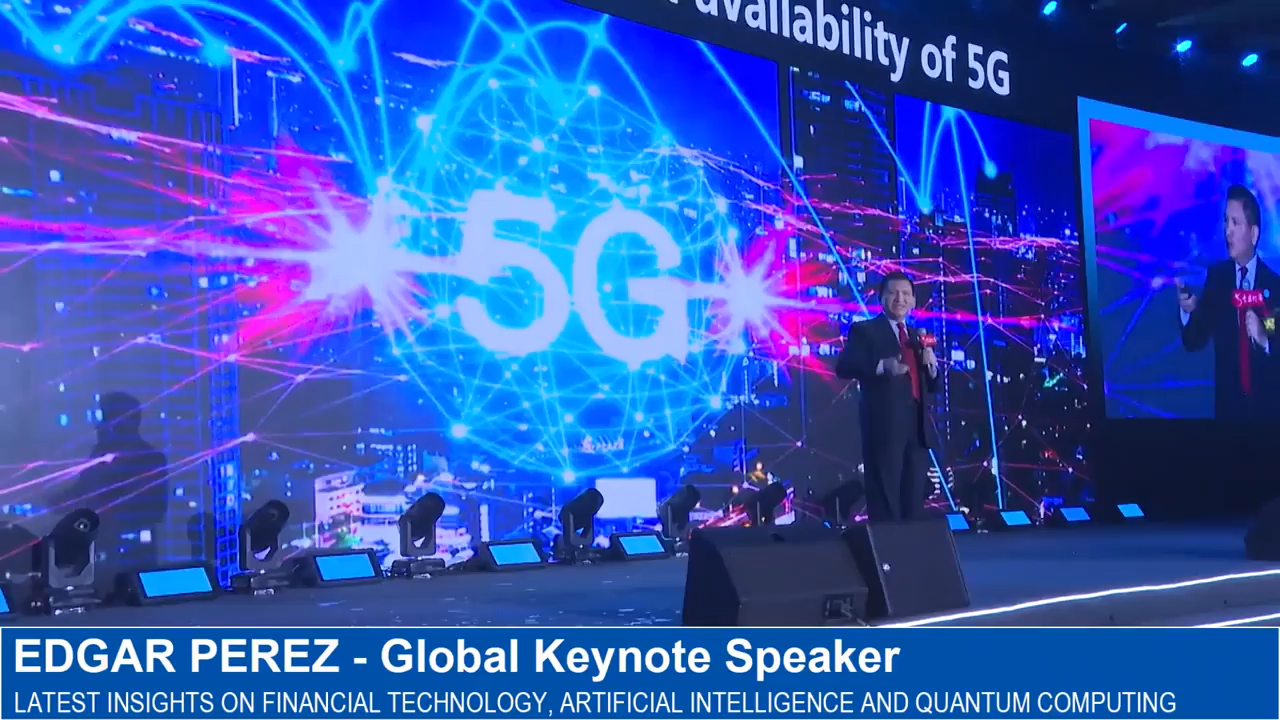 availability of 5G
5G
EDGAR PEREZ - Global Keynote Speaker
LATEST INSIGHTS ON FINANCIAL TECHNOLOGY, ARTIFICIAL INTELLIGENCE AND QUANTUM COMPUTING